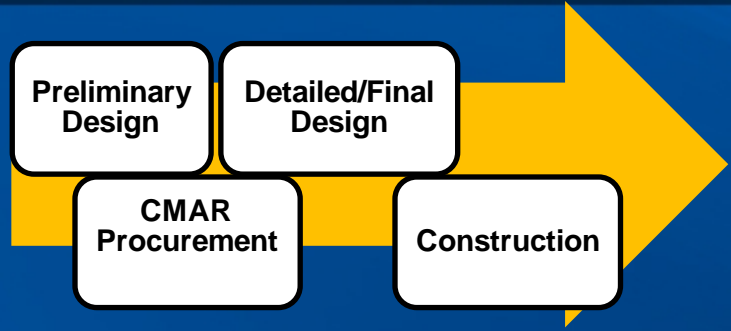 Preliminary
Design
Detailed/Final
Design
CMAR
Procurement
Construction